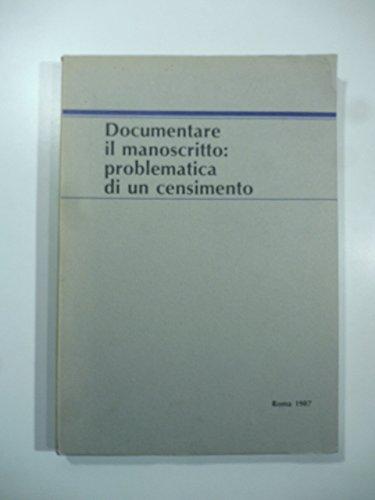 Documentare
il manoscritto:
problematica
di un censimento
Roma 1987